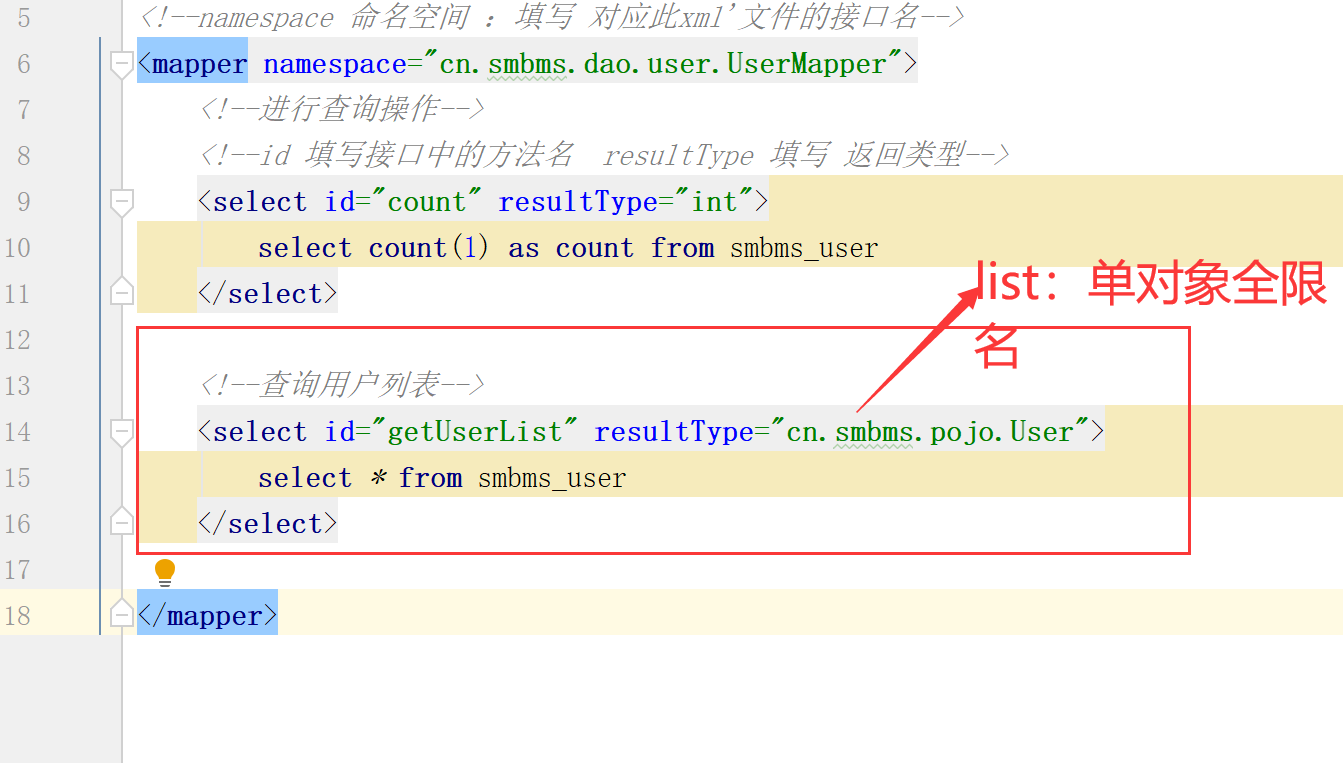 5 <!--namespace 命名空间 ：填写 对应此xml'文件的接口名-->
6 <mapper namespace="cn.smbms.dao.user.UserMapper">
7 <!--进行查询操作-->
8 <!--id 填写接口中的方法名 resultType 填写 返回类型-->
9 <select id="count" resultType="int">
10 select count(1) as count from smbms_user
11 </select>
list：单对象全限
名
12
13 <!--查询用户列表-->
14 <select id="getUserList" resultType="cn.smbms.pojo.User">
15 select * from smbms_user
16 </select>
17
18 </mapper>